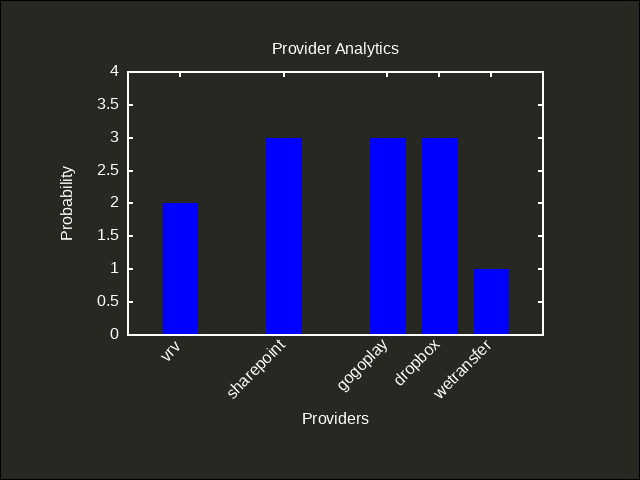 Provider Analytics
4
3.5
3
2.5
2
1.5
1
0.5
0
Probability
vrv
sharepoint
gogoplay
dropbox
wetransfer
Providers